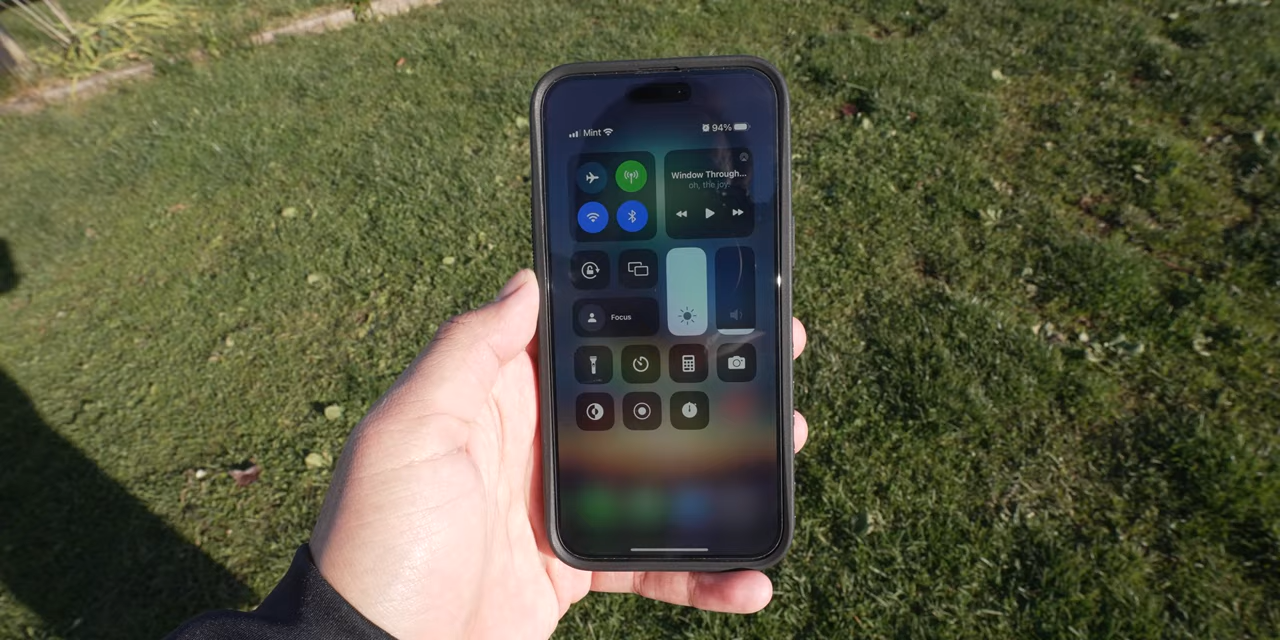 Mint 94%
Window Through...
oh, the joy.
Focus